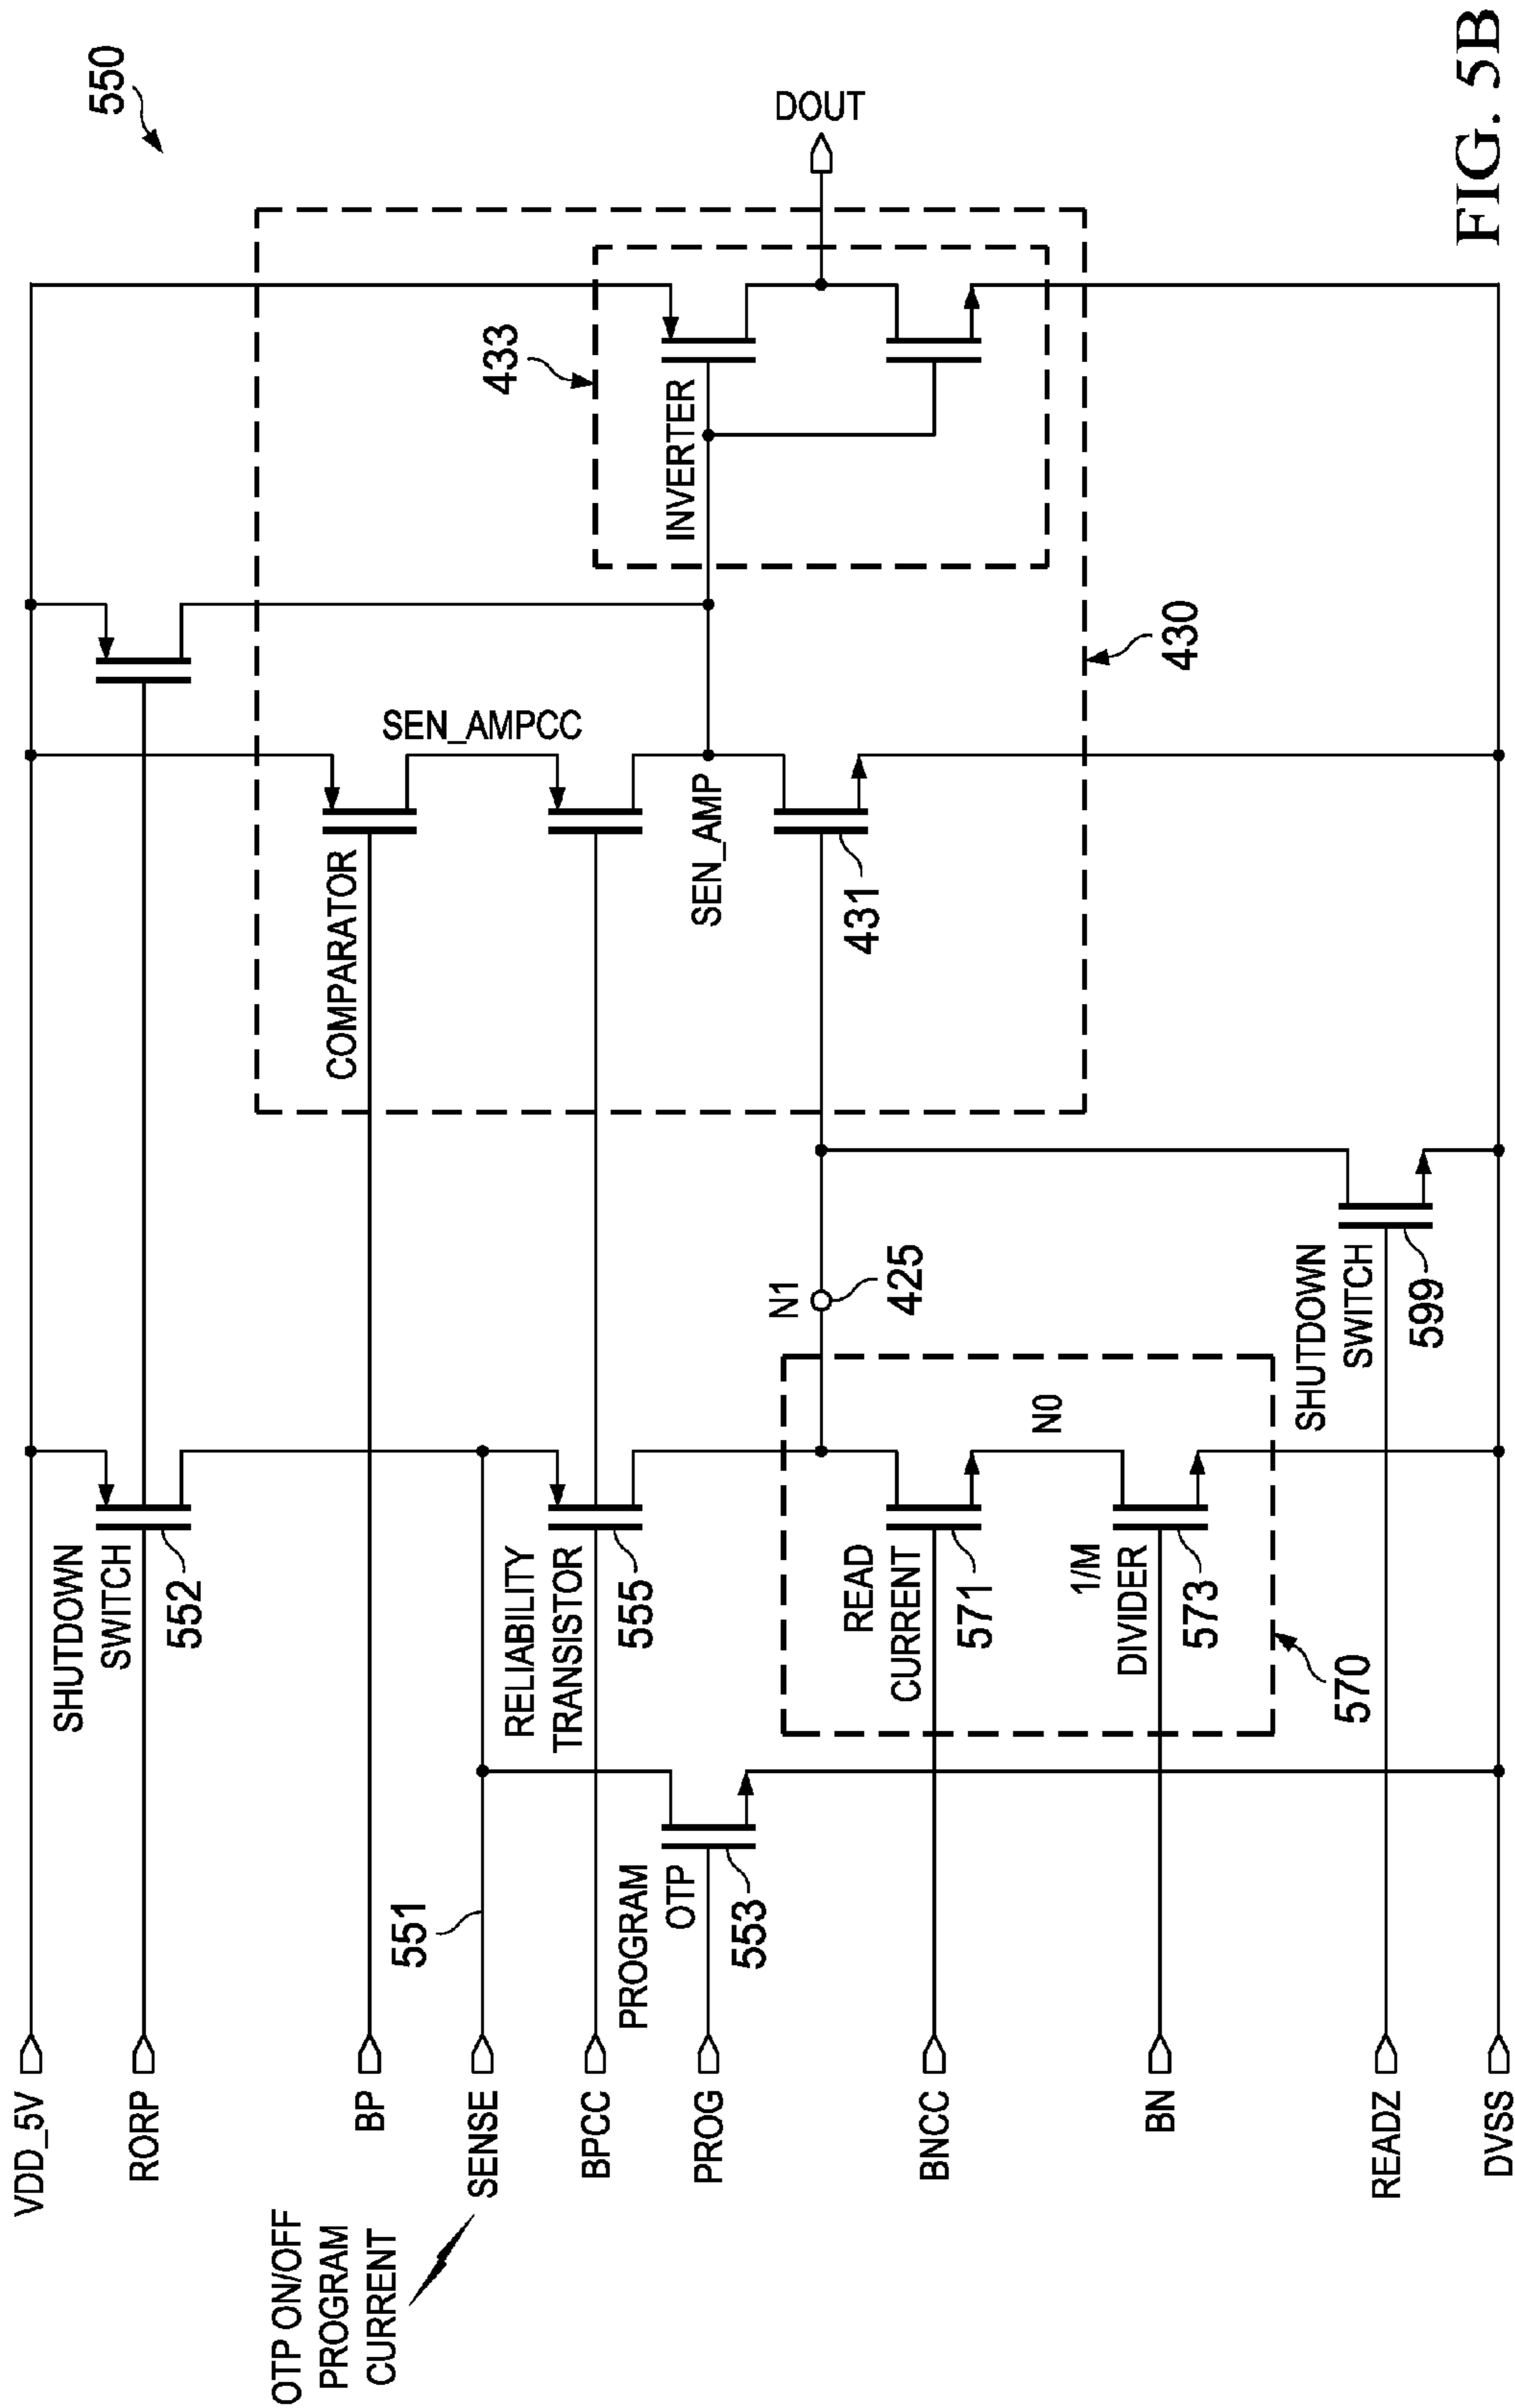 550
VDD_5V
RORP
BP
OTP ON/OFF
PROGRAM
CURRENT
SENSE
BPCC
PROG
BNCC
BN
READZ
DVSS
SHUTDOWN
SWITCH
552
551
PROGRAM
OTP
553
RELIABILITY
TRANSISTOR
555
READ
CURRENT
571
N0
1/M
DIVIDER
573
570
N1
425
SHUTDOWN
SWITCH
599
COMPARATOR
SEN_AMPCC
SEN_AMP
431
430
433
INVERTER
DOUT
FIG. 5B